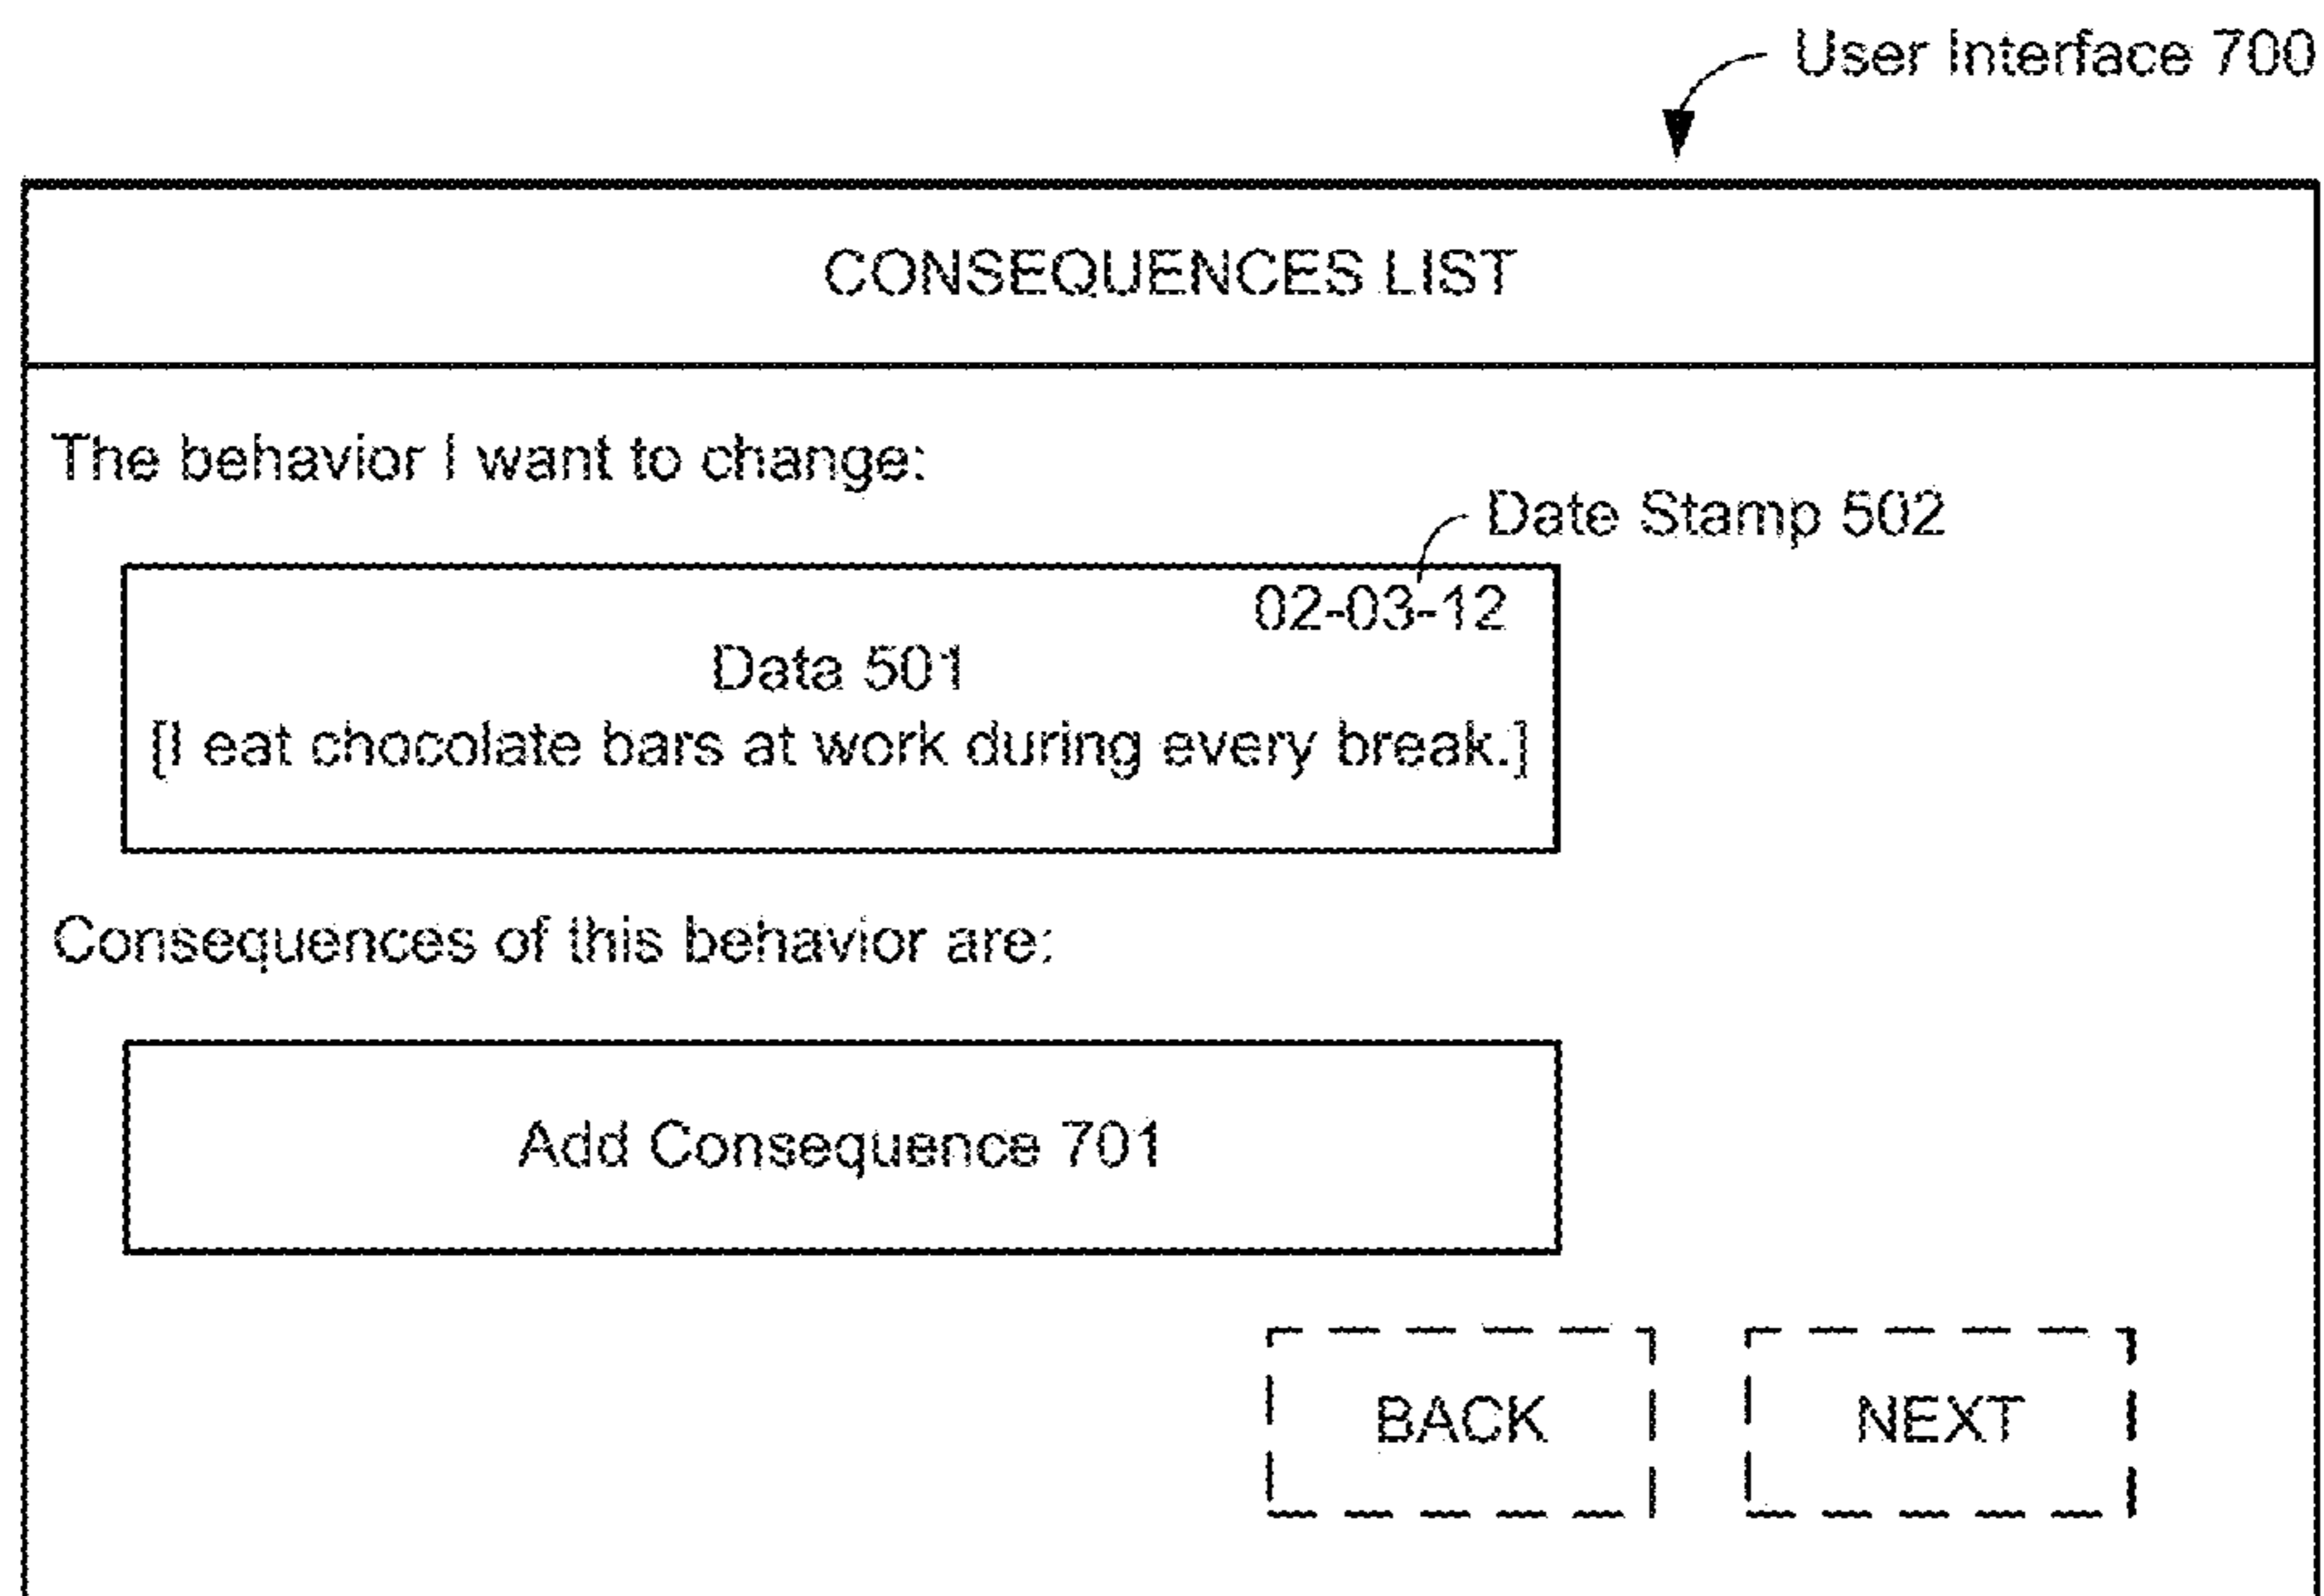 User Interface 700
CONSEQUENCES LIST
The behavior I want to change:
Date Stamp 502
02-03-12
Data 501
[I eat chocolate bars at work during every break.]
Consequences of this behavior are:
Add Consequence 701
BACK NEXT